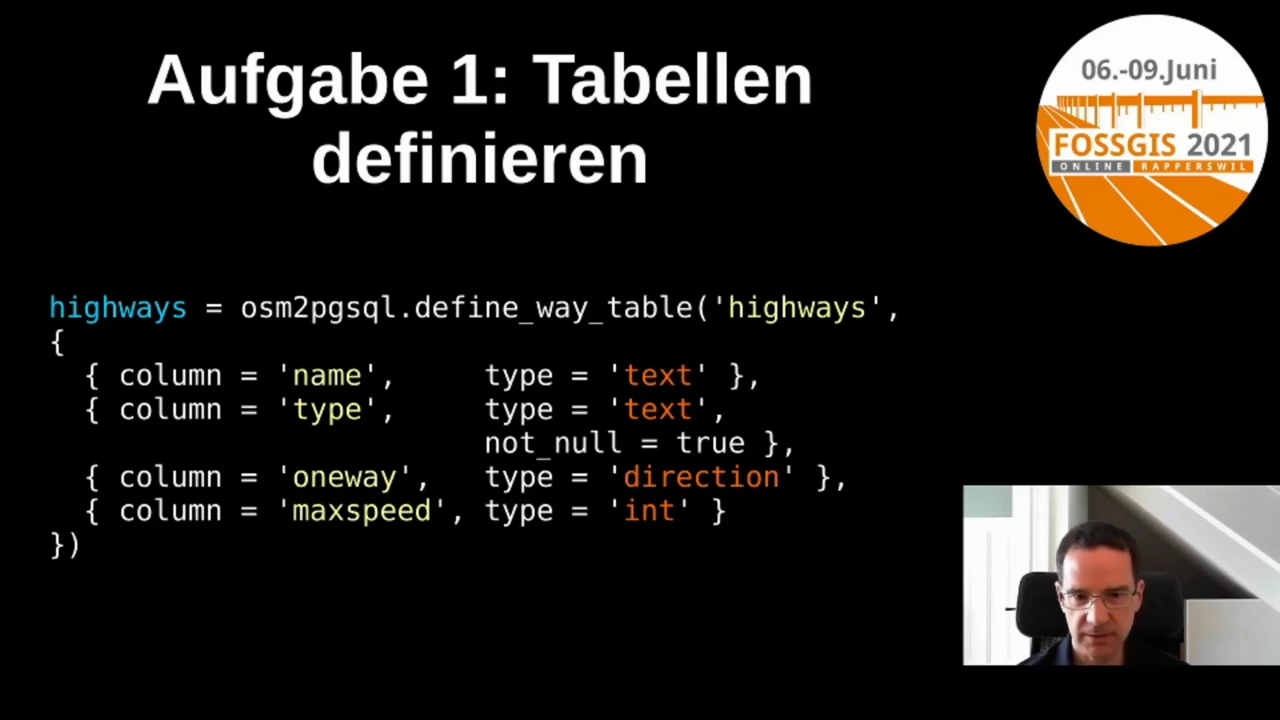 Aufgabe 1: Tabellen
definieren
06.-09.Juni
FOSSGIS 2021
ONLINE RAPPERSWIL
highways = osm2pgsql.define_way_table('highways',
{
  { column = 'name',     type = 'text' },
  { column = 'type',     type = 'text',
                         not_null = true },
  { column = 'oneway',   type = 'direction' },
  { column = 'maxspeed', type = 'int' }
})